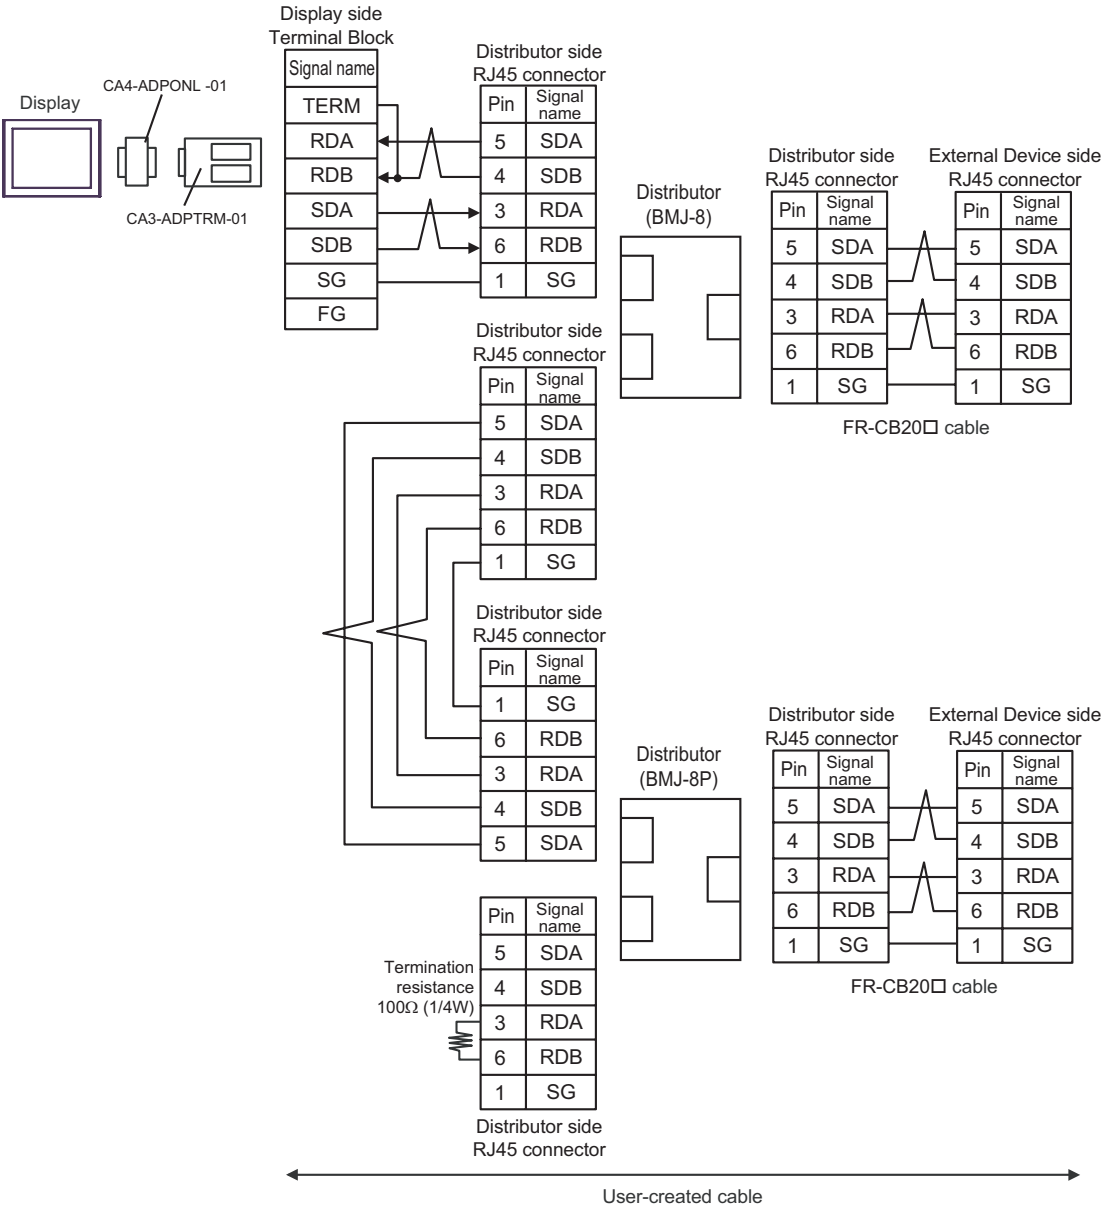 Display
CA4-ADPONL -01
CA3-ADPTRM-01
Display side
Terminal Block
Signal name
TERM
RDA
RDB
SDA
SDB
SG
FG
Distributor side
RJ45 connector
Pin Signal name
5 SDA
4 SDB
3 RDA
6 RDB
1 SG
Distributor
(BMJ-8)
Distributor side
RJ45 connector
Pin Signal name
5 SDA
4 SDB
3 RDA
6 RDB
1 SG
External Device side
RJ45 connector
Pin Signal name
5 SDA
4 SDB
3 RDA
6 RDB
1 SG
FR-CB20□ cable
Distributor side
RJ45 connector
Pin Signal name
5 SDA
4 SDB
3 RDA
6 RDB
1 SG
Distributor side
RJ45 connector
Pin Signal name
1 SG
6 RDB
3 RDA
4 SDB
5 SDA
Distributor
(BMJ-8P)
Distributor side
RJ45 connector
Pin Signal name
5 SDA
4 SDB
3 RDA
6 RDB
1 SG
External Device side
RJ45 connector
Pin Signal name
5 SDA
4 SDB
3 RDA
6 RDB
1 SG
FR-CB20□ cable
Termination
resistance
100Ω (1/4W)
Pin Signal name
5 SDA
4 SDB
3 RDA
6 RDB
1 SG
Distributor side
RJ45 connector
User-created cable